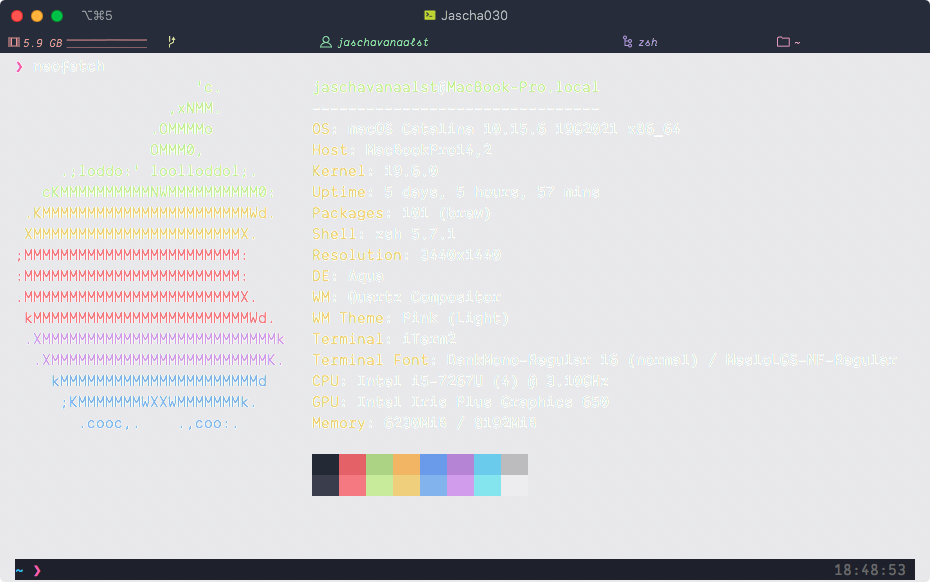 ⌥⌘5 Jascha030
5.9 GB jaschavanaalst zsh ~
❯ neofetch
'c. jaschavanaalst@MacBook-Pro.local
.xNMM. --------------------------------
.OMMMMo OS: macOS Catalina 10.15.6 19G2021 x86_64
OMMM0, Host: MacBookPro14,2
.;loddo:' loolloddol;. Kernel: 19.6.0
cKMMMMMMMMMMNWMMMMMMMMMM0: Uptime: 5 days, 5 hours, 57 mins
.KMMMMMMMMMMMMMMMMMMMMMMMWd. Packages: 191 (brew)
XMMMMMMMMMMMMMMMMMMMMMMMX. Shell: zsh 5.7.1
;MMMMMMMMMMMMMMMMMMMMMMMM: Resolution: 3440x1440
:MMMMMMMMMMMMMMMMMMMMMMMM: DE: Aqua
.MMMMMMMMMMMMMMMMMMMMMMMMX. WM: Quartz Compositor
kMMMMMMMMMMMMMMMMMMMMMMMMWd. WM Theme: Pink (Light)
.XMMMMMMMMMMMMMMMMMMMMMMMMMMk Terminal: iTerm2
.XMMMMMMMMMMMMMMMMMMMMMMMMK. Terminal Font: DankMono-Regular 16 (normal) / MesloLGS-NF-Regular
kMMMMMMMMMMMMMMMMMMMMMMd CPU: Intel i5-7267U (4) @ 3.10GHz
;KMMMMMMMWXXWMMMMMMMk. GPU: Intel Iris Plus Graphics 650
.cooc,. .,coo:. Memory: / 8192MiB
~ ❯ 18:48:53